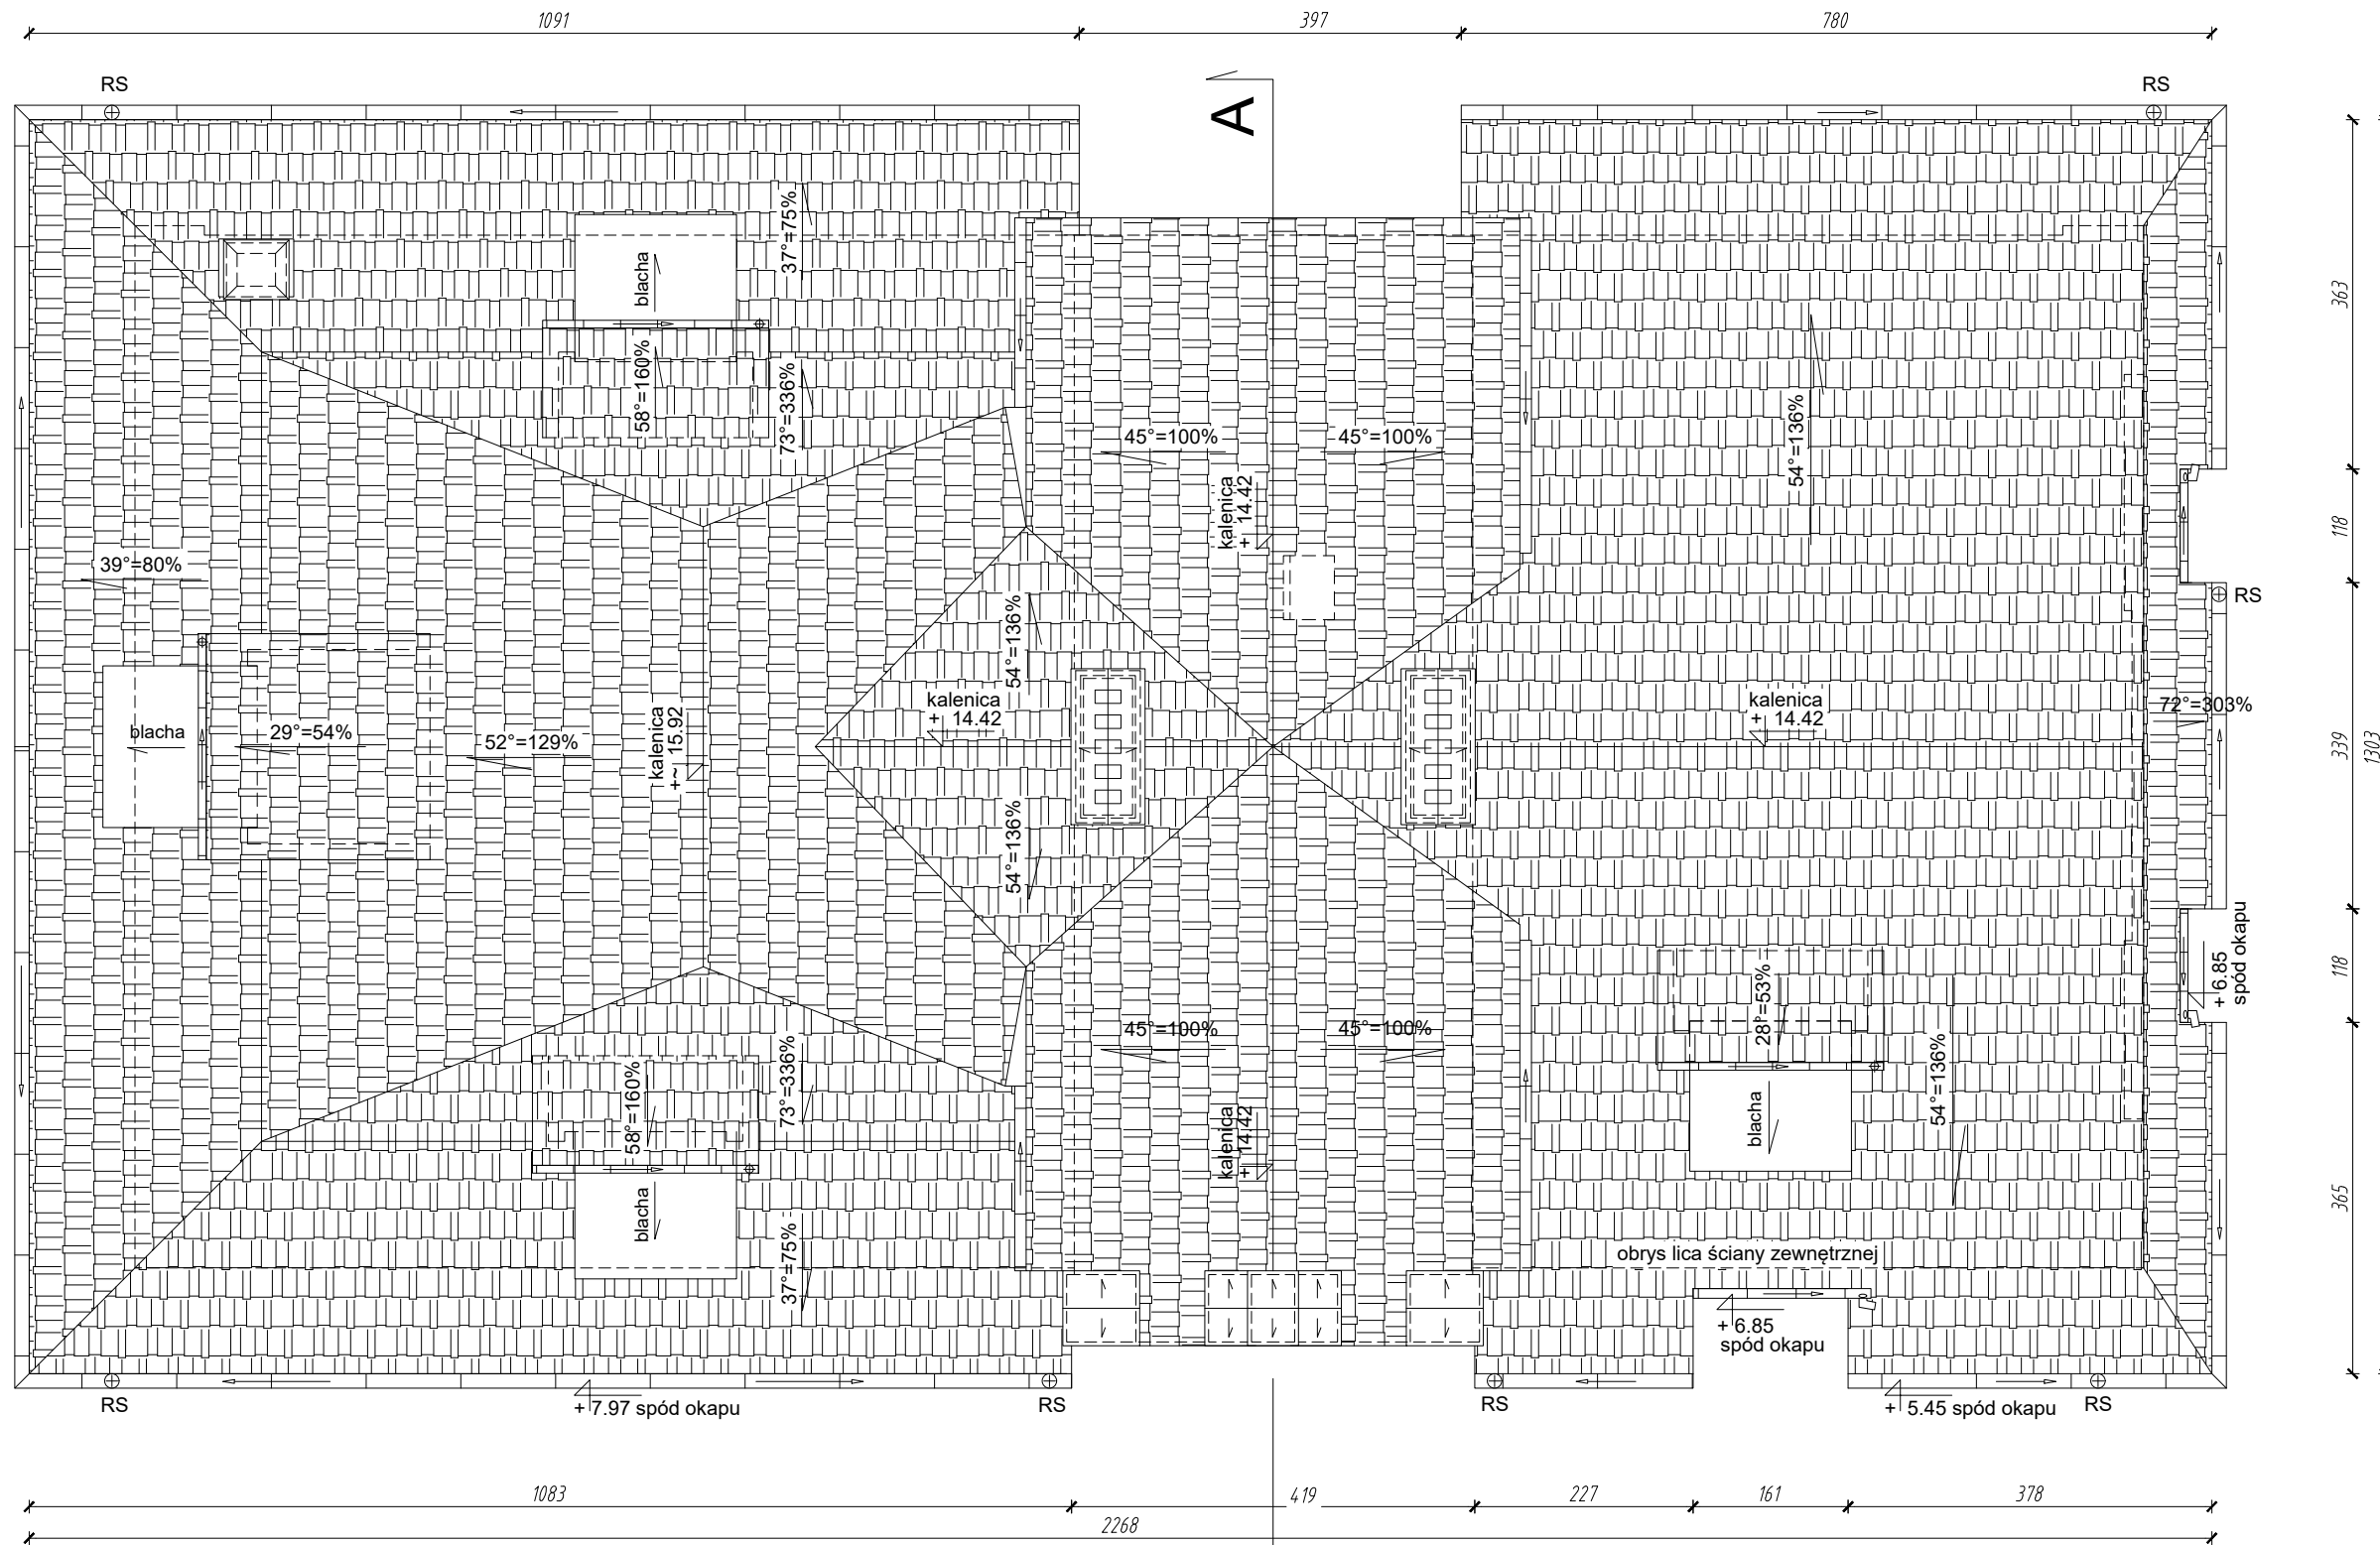 1091
397
780
RS
RS
A
37°=75%
blacha
363
58°=160%
73°=336%
54°=136%
45°=100%
45°=100%
kalenica
+ 14.42
118
39°=80%
RS
54°=136%
kalenica
+ 14.42
kalenica
+ 14.42
72°=303%
blacha
29°=54%
52°=129%
kalenica
+~ 15.92
339
1303
54°=136%
+ 6.85
spód okapu
118
28°=53%
45°=100%
45°=100%
58°=160%
73°=336%
54°=136%
kalenica
+ 14.42
blacha
blacha
365
37°=75%
obrys lica ściany zewnętrznej
+ 6.85
spód okapu
RS
+ 7.97 spód okapu
RS
RS
+ 5.45 spód okapu
RS
1083
419
227
161
378
2268